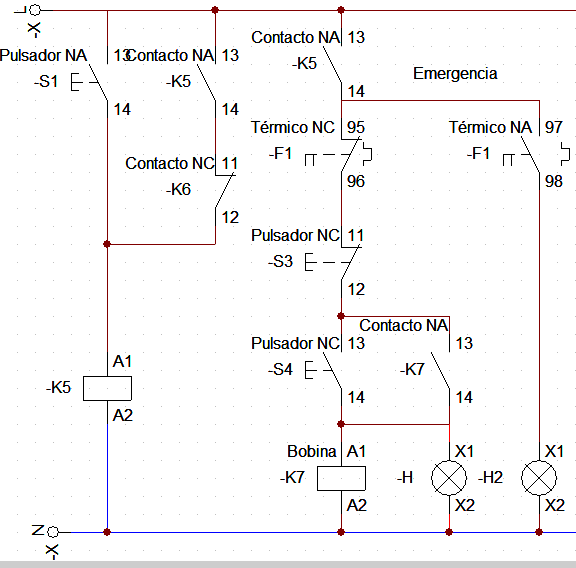 L
-X
Pulsador NA 13
-S1
14
Contacto NA 13
-K5
14
Contacto NC 11
-K6
12
A1
-K5
A2
Contacto NA 13
-K5
14
Emergencia
Térmico NC 95
-F1
96
Térmico NA 97
-F1
98
Pulsador NC 11
-S3
12
Pulsador NC 13
-S4
14
Contacto NA
13
-K7
14
Bobina A1
-K7
A2
X1
-H
X2
X1
-H2
X2
N
-X